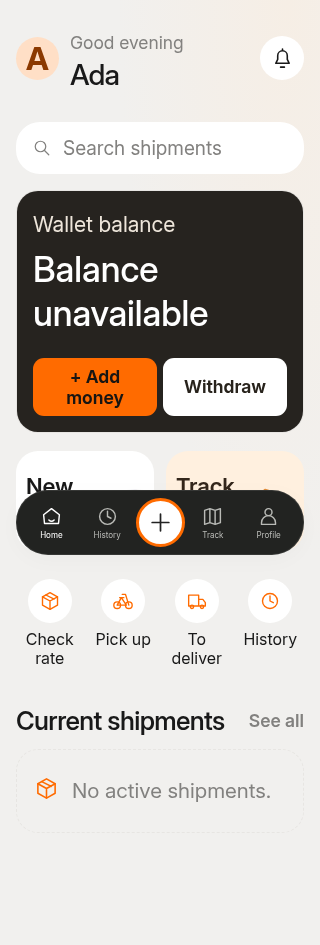 A
Good evening
Ada
Search shipments
Wallet balance
Balance
unavailable
+ Add
money
Withdraw
New
Track
Home
History
Track
Profile
Check
rate
Pick up
To
deliver
History
Current shipments
See all
No active shipments.